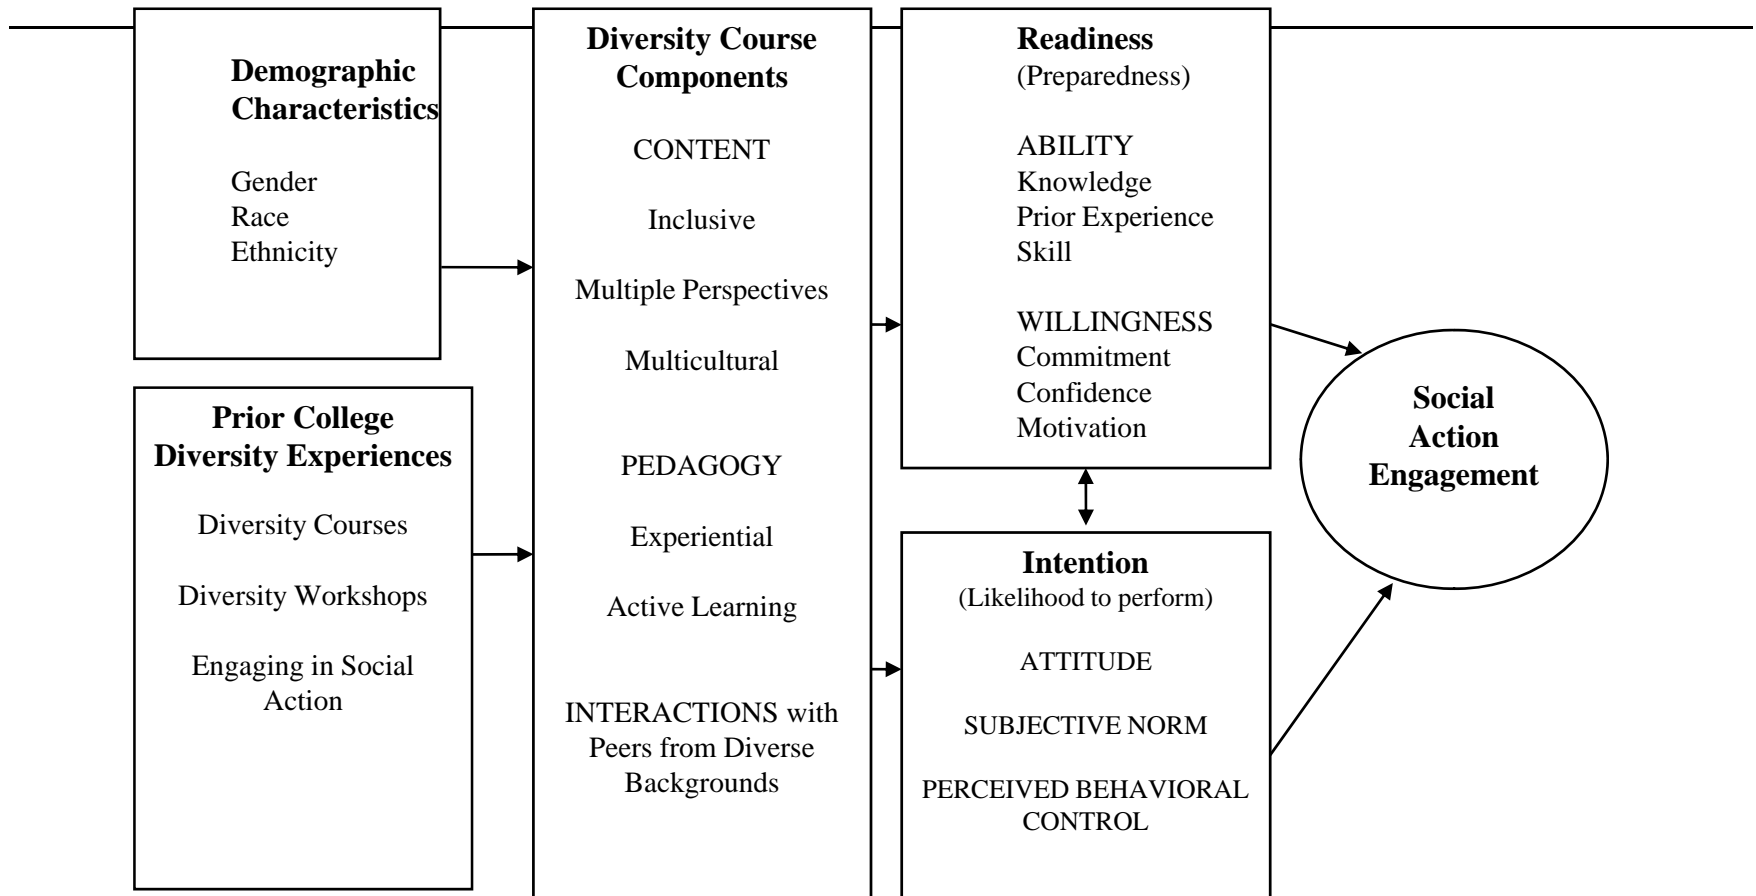 Demographic
Characteristics
Gender
Race
Ethnicity
Prior College
Diversity Experiences
Diversity Courses
Diversity Workshops
Engaging in Social
Action
Diversity Course
Components
CONTENT
Inclusive
Multiple Perspectives
Multicultural
PEDAGOGY
Experiential
Active Learning
INTERACTIONS with
Peers from Diverse
Backgrounds
Readiness
(Preparedness)
ABILITY
Knowledge
Prior Experience
Skill
WILLINGNESS
Commitment
Confidence
Motivation
Intention
(Likelihood to perform)
ATTITUDE
SUBJECTIVE NORM
PERCEIVED BEHAVIORAL
CONTROL
Social
Action
Engagement